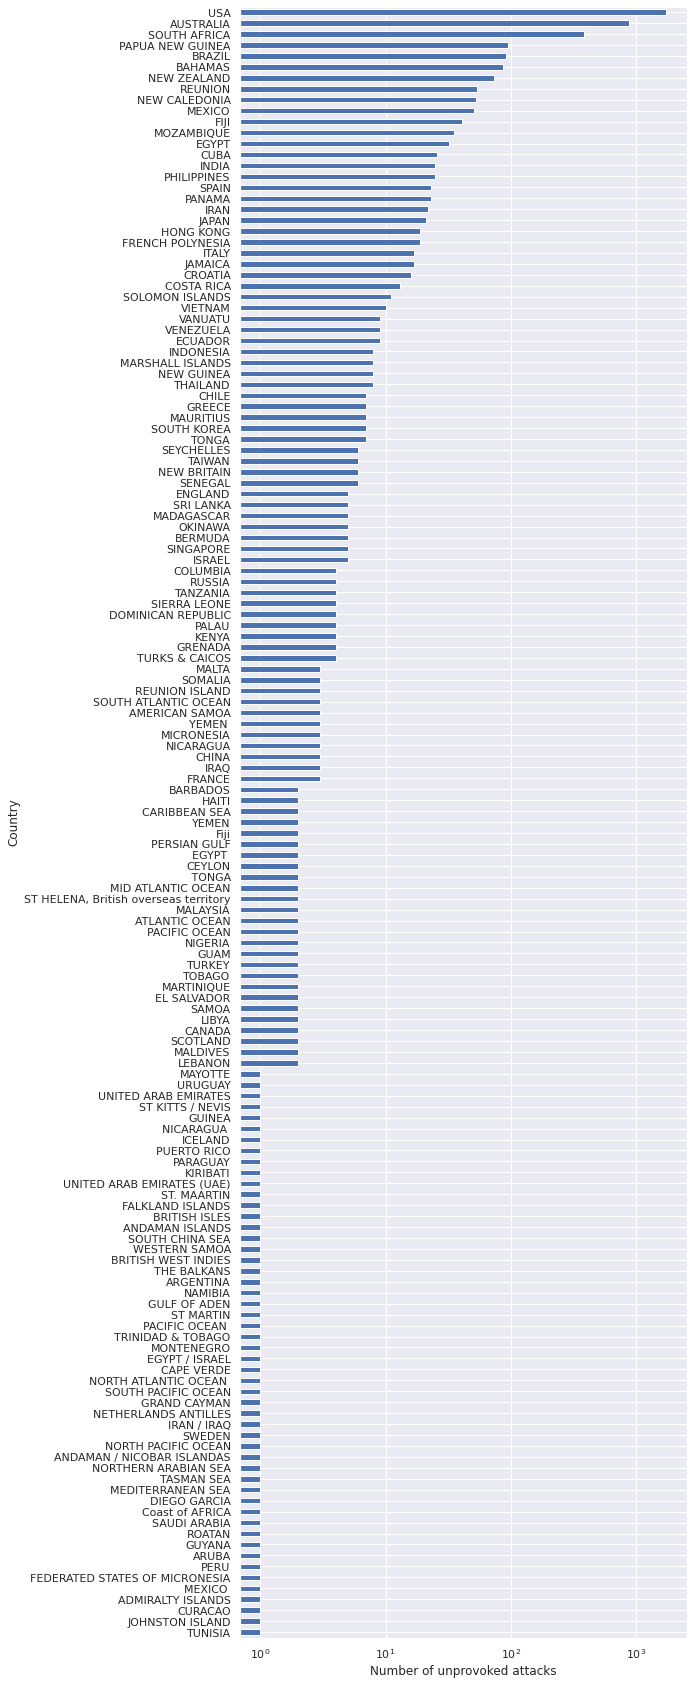 USA
AUSTRALIA
SOUTH AFRICA
PAPUA NEW GUINEA
BRAZIL
BAHAMAS
NEW ZEALAND
REUNION
NEW CALEDONIA
MEXICO
FIJI
MOZAMBIQUE
EGYPT
CUBA
INDIA
PHILIPPINES
SPAIN
PANAMA
IRAN
JAPAN
HONG KONG
FRENCH POLYNESIA
ITALY
JAMAICA
CROATIA
COSTA RICA
SOLOMON ISLANDS
VIETNAM
VANUATU
VENEZUELA
ECUADOR
INDONESIA
MARSHALL ISLANDS
NEW GUINEA
THAILAND
CHILE
GREECE
MAURITIUS
SOUTH KOREA
TONGA
SEYCHELLES
TAIWAN
NEW BRITAIN
SENEGAL
ENGLAND
SRI LANKA
MADAGASCAR
OKINAWA
BERMUDA
SINGAPORE
ISRAEL
COLUMBIA
RUSSIA
TANZANIA
SIERRA LEONE
DOMINICAN REPUBLIC
PALAU
KENYA
GRENADA
TURKS & CAICOS
MALTA
SOMALIA
REUNION ISLAND
SOUTH ATLANTIC OCEAN
AMERICAN SAMOA
YEMEN
MICRONESIA
NICARAGUA
CHINA
IRAQ
FRANCE
BARBADOS
HAITI
CARIBBEAN SEA
YEMEN
Fiji
PERSIAN GULF
EGYPT
CEYLON
TONGA
MID ATLANTIC OCEAN
ST HELENA, British overseas territory
MALAYSIA
ATLANTIC OCEAN
PACIFIC OCEAN
NIGERIA
GUAM
TURKEY
TOBAGO
MARTINIQUE
EL SALVADOR
SAMOA
LIBYA
CANADA
SCOTLAND
MALDIVES
LEBANON
MAYOTTE
URUGUAY
UNITED ARAB EMIRATES
ST KITTS / NEVIS
GUINEA
NICARAGUA
ICELAND
PUERTO RICO
PARAGUAY
KIRIBATI
UNITED ARAB EMIRATES (UAE)
ST. MAARTIN
FALKLAND ISLANDS
BRITISH ISLES
ANDAMAN ISLANDS
SOUTH CHINA SEA
WESTERN SAMOA
BRITISH WEST INDIES
THE BALKANS
ARGENTINA
NAMIBIA
GULF OF ADEN
ST MARTIN
PACIFIC OCEAN
TRINIDAD & TOBAGO
MONTENEGRO
EGYPT / ISRAEL
CAPE VERDE
NORTH ATLANTIC OCEAN
SOUTH PACIFIC OCEAN
GRAND CAYMAN
NETHERLANDS ANTILLES
IRAN / IRAQ
SWEDEN
NORTH PACIFIC OCEAN
ANDAMAN / NICOBAR ISLANDAS
NORTHERN ARABIAN SEA
TASMAN SEA
MEDITERRANEAN SEA
DIEGO GARCIA
Coast of AFRICA
SAUDI ARABIA
ROATAN
GUYANA
ARUBA
PERU
FEDERATED STATES OF MICRONESIA
MEXICO
ADMIRALTY ISLANDS
CURACAO
JOHNSTON ISLAND
TUNISIA
Country
10⁰ 10¹ 10² 10³
Number of unprovoked attacks